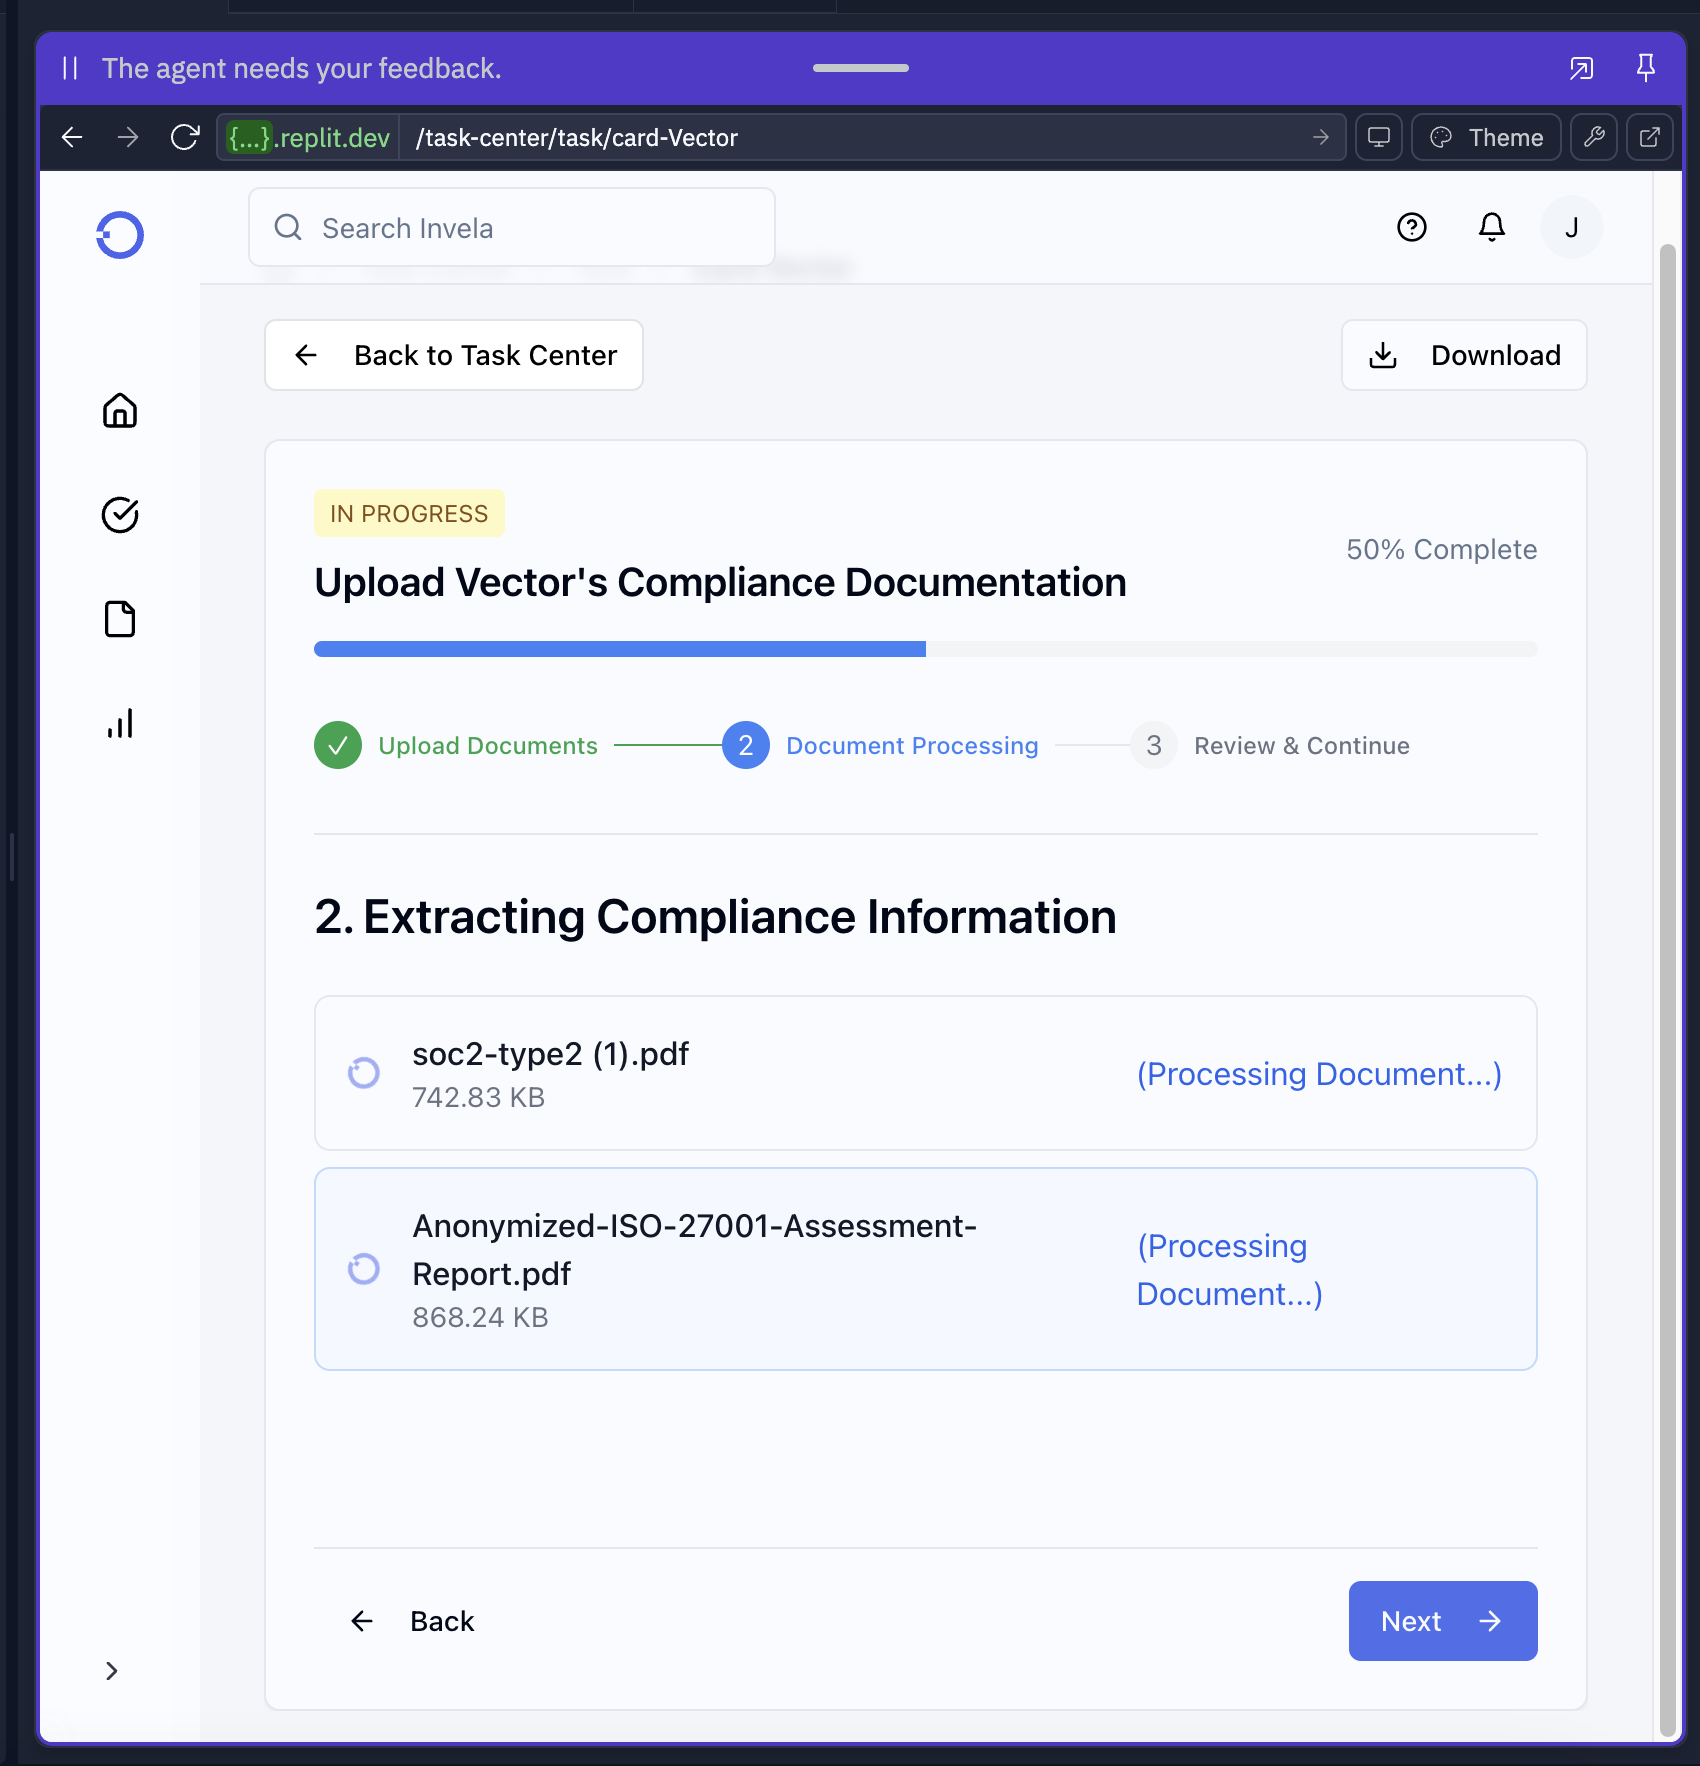 The agent needs your feedback.
{...}.replit.dev
/task-center/task/card-Vector
Theme
Search Invela
J
Back to Task Center
Download
IN PROGRESS
50% Complete
Upload Vector's Compliance Documentation
Upload Documents
2
Document Processing
3
Review & Continue
2. Extracting Compliance Information
soc2-type2 (1).pdf
742.83 KB
(Processing Document...)
Anonymized-ISO-27001-Assessment-
Report.pdf
868.24 KB
(Processing
Document...)
Back
Next